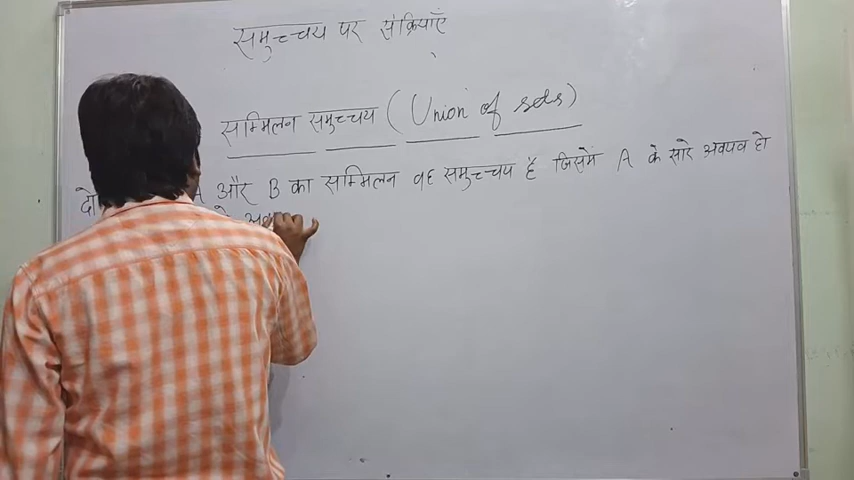 समुच्चय पर संक्रियाएँ
सम्मिलन समुच्चय (Union of sets)
दो A और B का सम्मिलन वह समुच्चय है जिसमें A के सारे अवयव हो